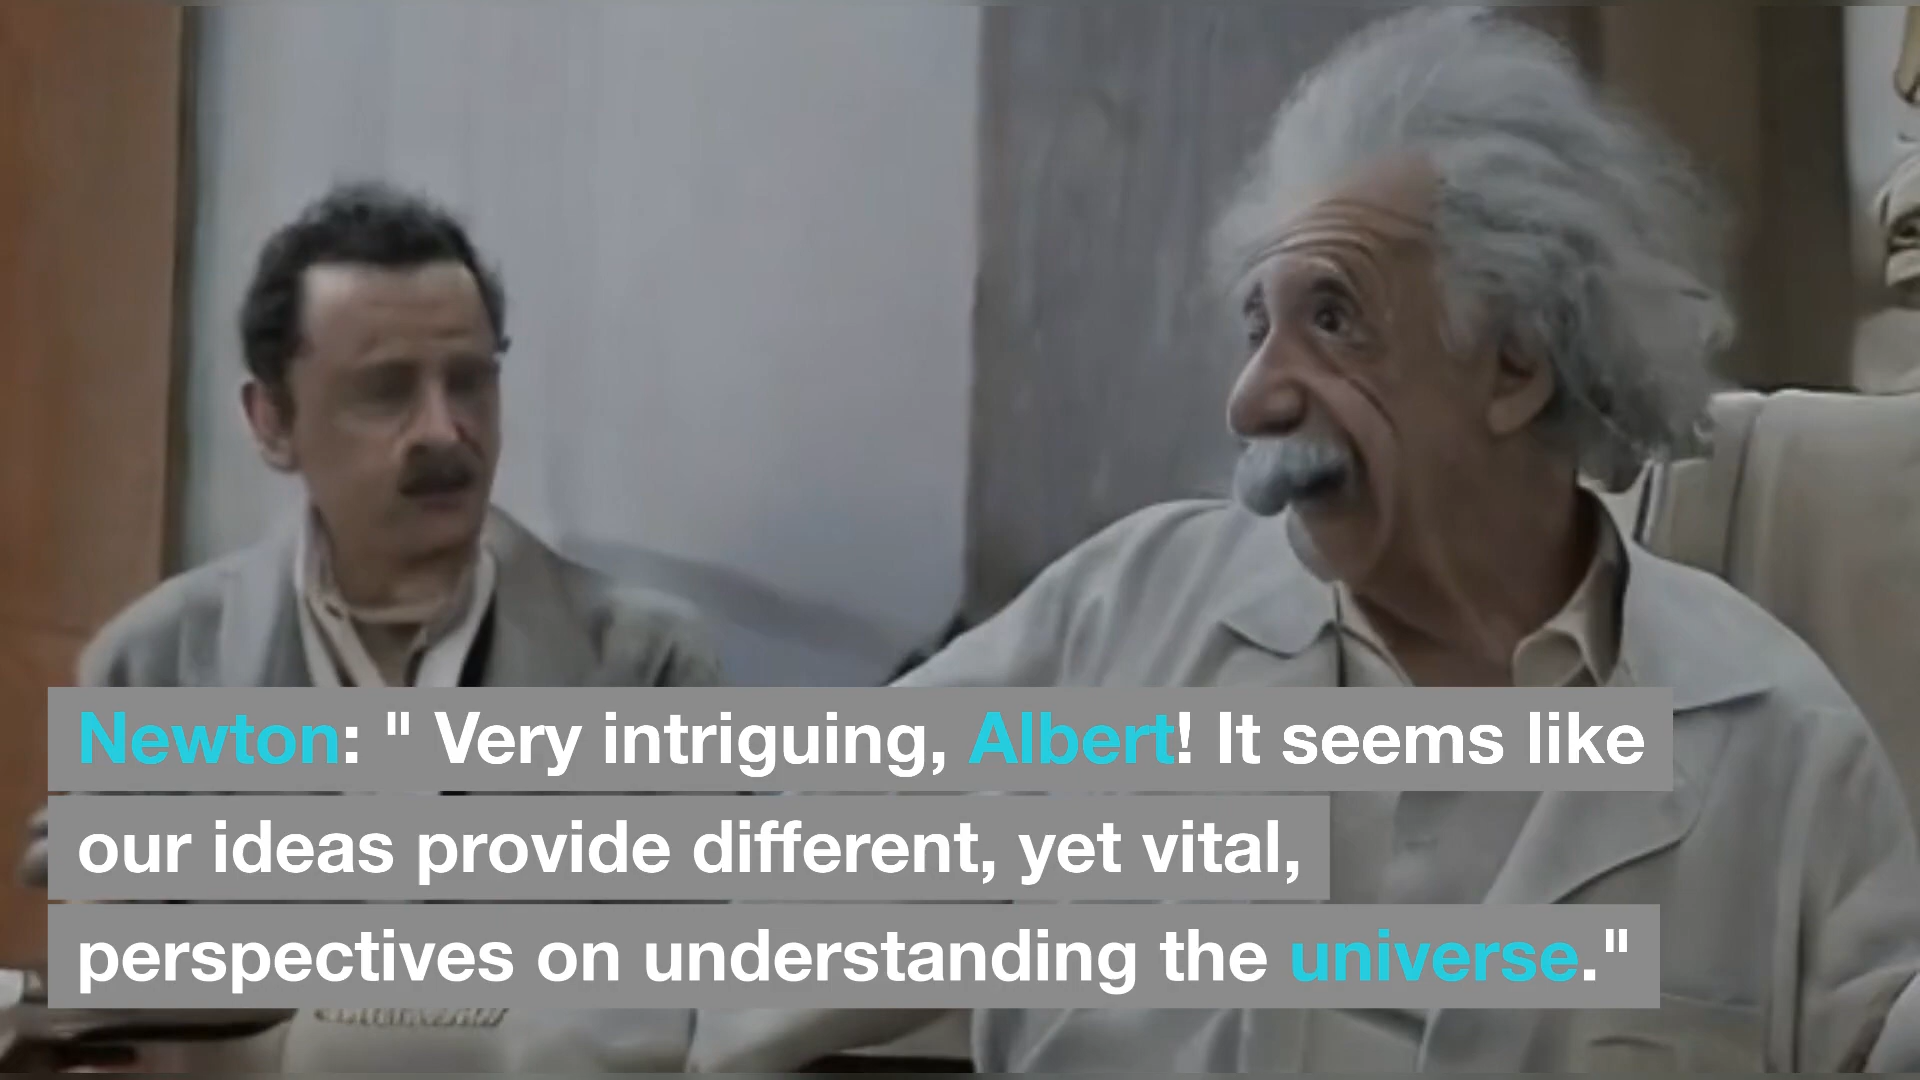 Newton: " Very intriguing, Albert! It seems like
our ideas provide different, yet vital,
perspectives on understanding the universe."